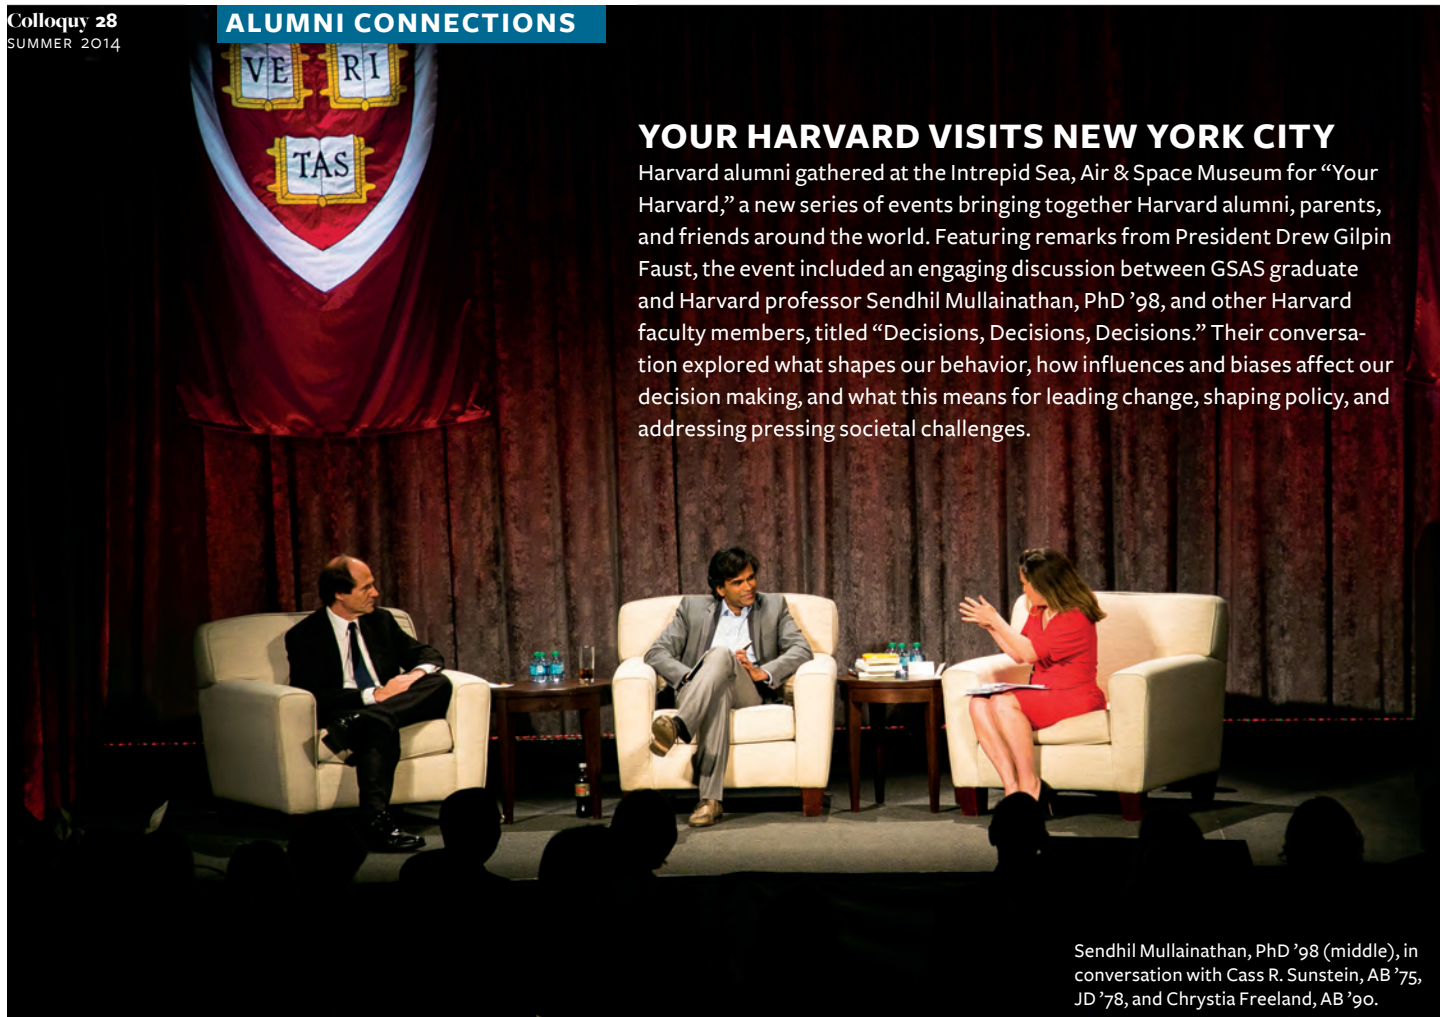 Colloquy 28
SUMMER 2014
ALUMNI CONNECTIONS
VE RI
TAS
YOUR HARVARD VISITS NEW YORK CITY
Harvard alumni gathered at the Intrepid Sea, Air & Space Museum for “Your
Harvard,” a new series of events bringing together Harvard alumni, parents,
and friends around the world. Featuring remarks from President Drew Gilpin
Faust, the event included an engaging discussion between GSAS graduate
and Harvard professor Sendhil Mullainathan, PhD ’98, and other Harvard
faculty members, titled “Decisions, Decisions, Decisions.” Their conversa-
tion explored what shapes our behavior, how influences and biases affect our
decision making, and what this means for leading change, shaping policy, and
addressing pressing societal challenges.
Sendhil Mullainathan, PhD ’98 (middle), in
conversation with Cass R. Sunstein, AB ’75,
JD ’78, and Chrystia Freeland, AB ’90.